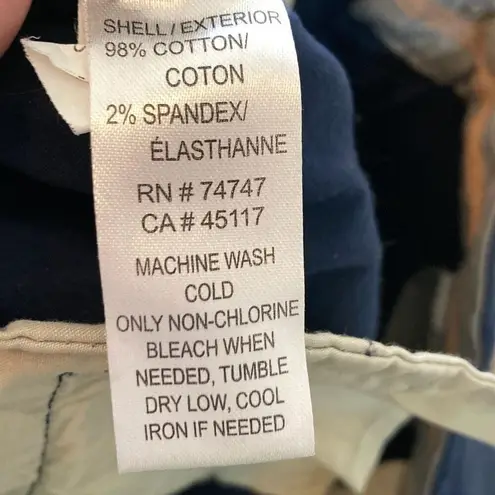 SHELL/EXTERIOR
98% COTTON/
COTON
2% SPANDEX/
ÉLASTHANNE
RN # 74747
CA # 45117
MACHINE WASH
COLD
ONLY NON-CHLORINE
BLEACH WHEN
NEEDED, TUMBLE
DRY LOW, COOL
IRON IF NEEDED